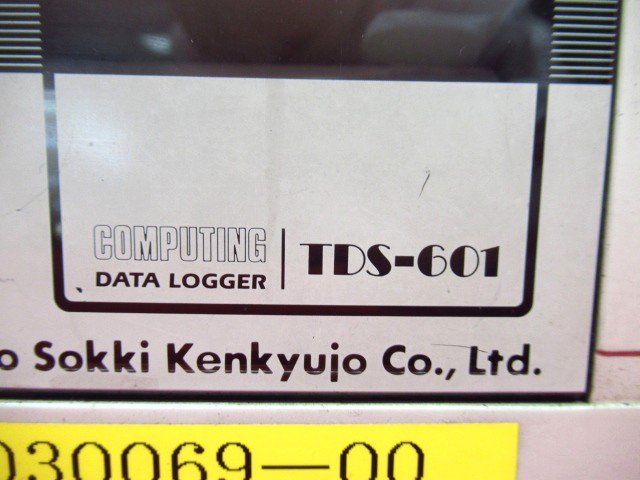 COMPUTING
DATA LOGGER
TDS-601
Sokki Kenkyujo Co., Ltd.
030069-00